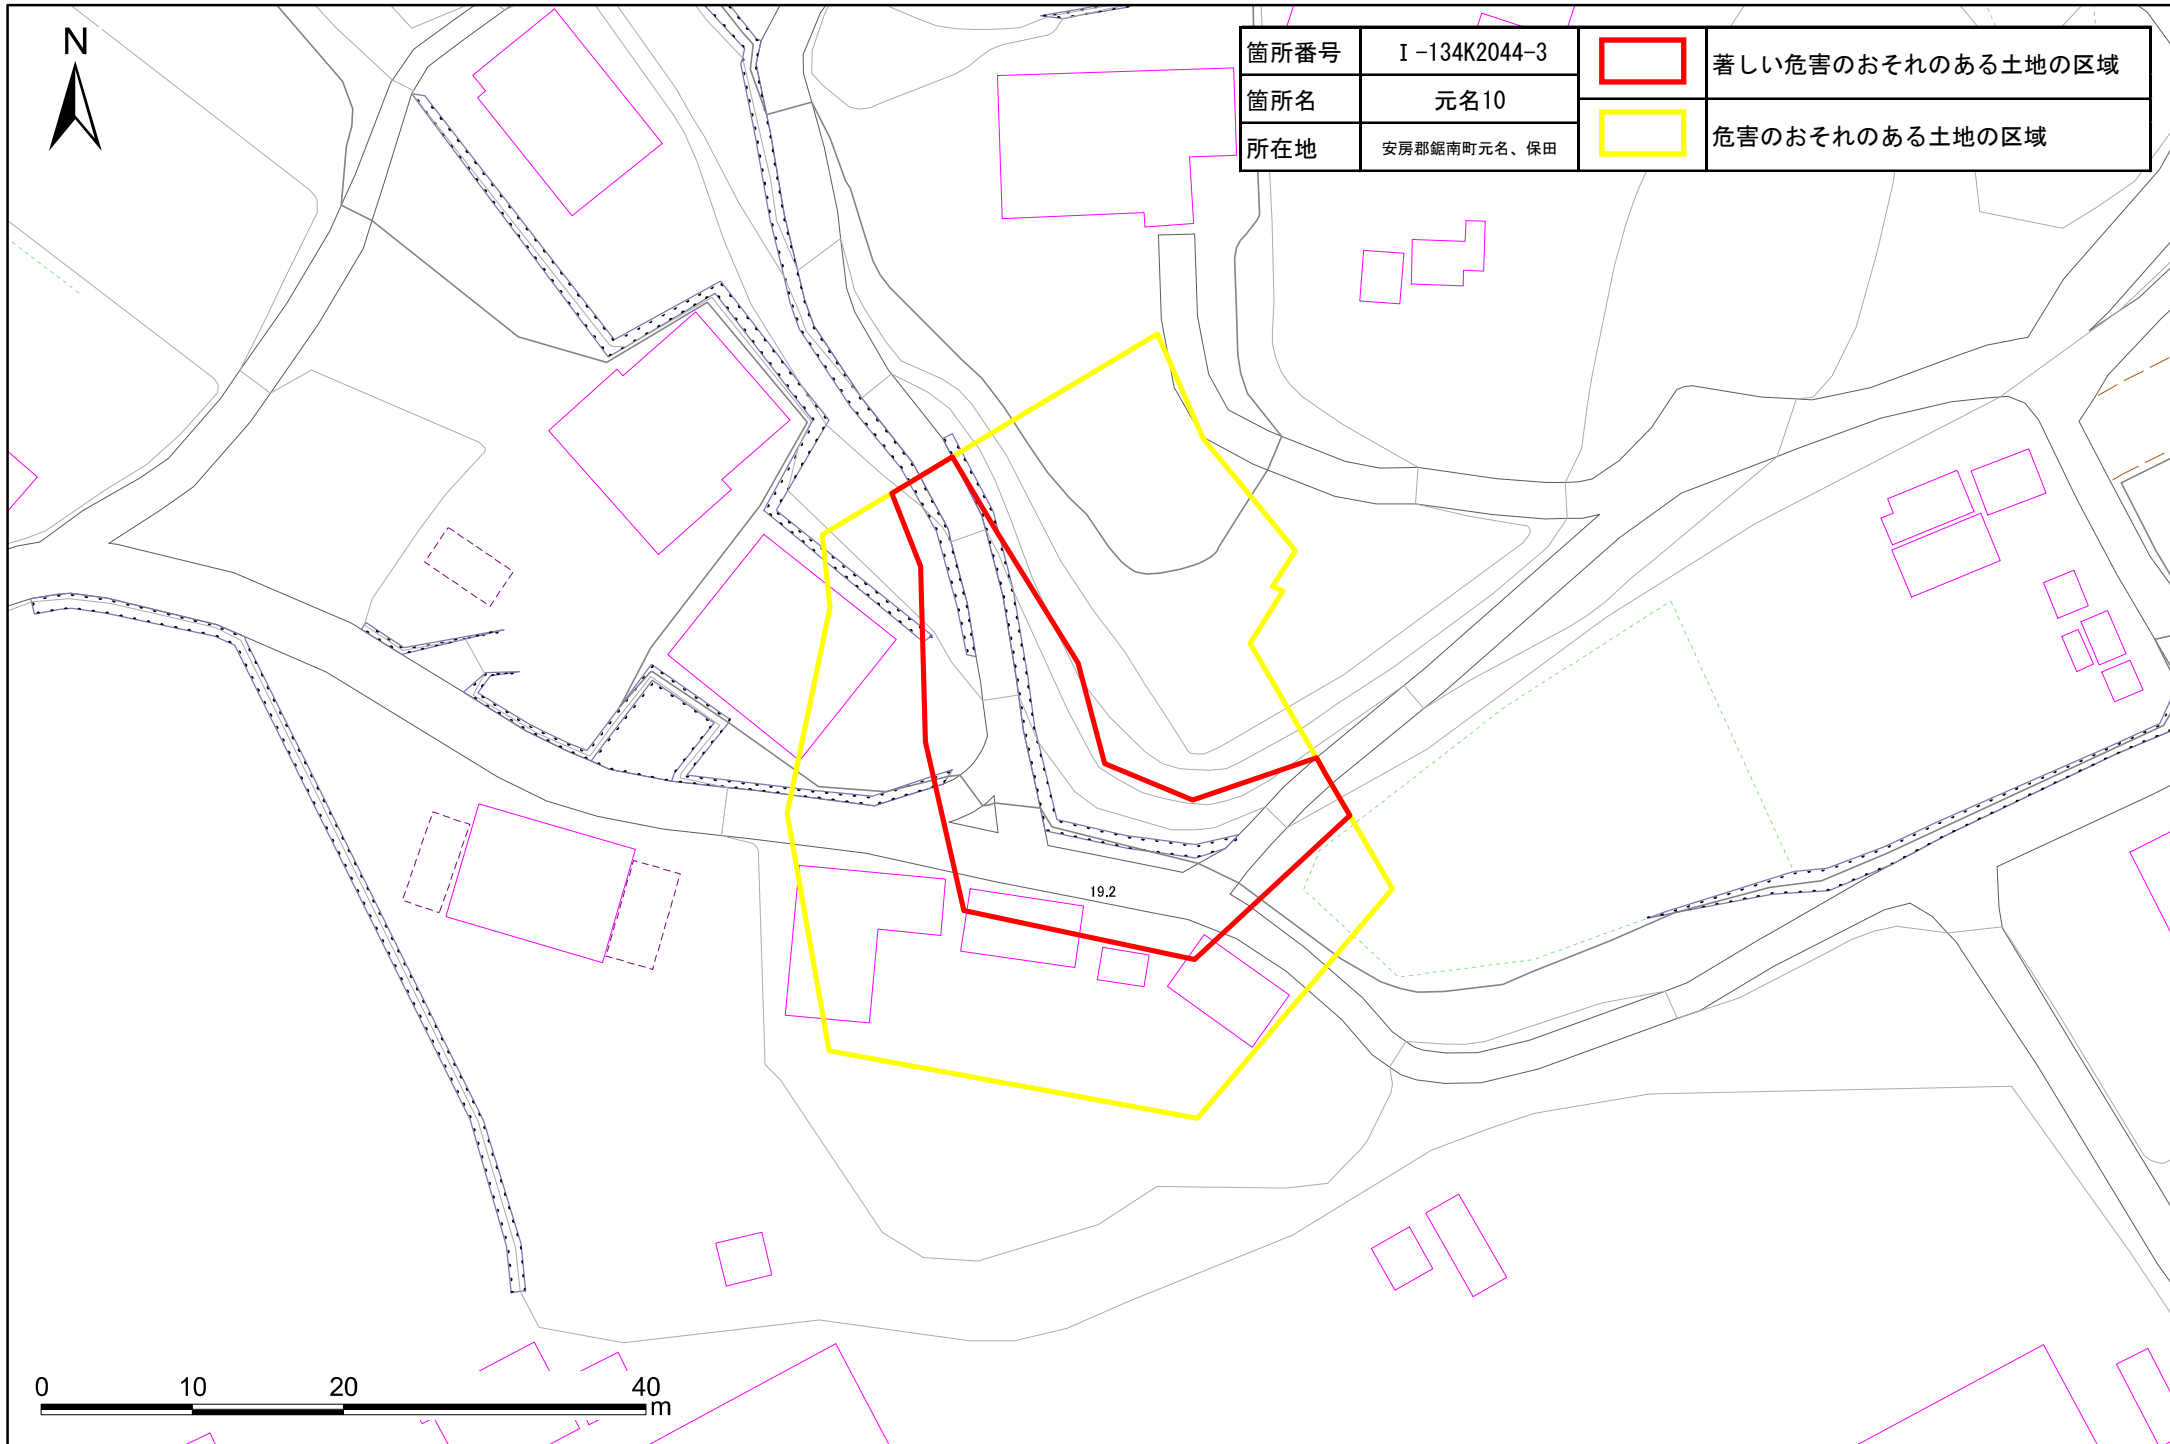 N
箇所番号 Ⅰ-134K2044-3
箇所名 元名10
所在地 安房郡鋸南町元名、保田
著しい危害のおそれのある土地の区域
危害のおそれのある土地の区域
19.2
0 10 20 40 m